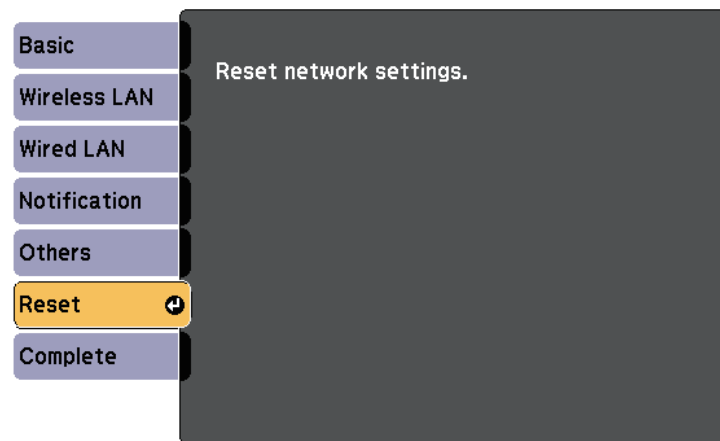 Basic
Wireless LAN
Wired LAN
Notification
Others
Reset
Complete
Reset network settings.